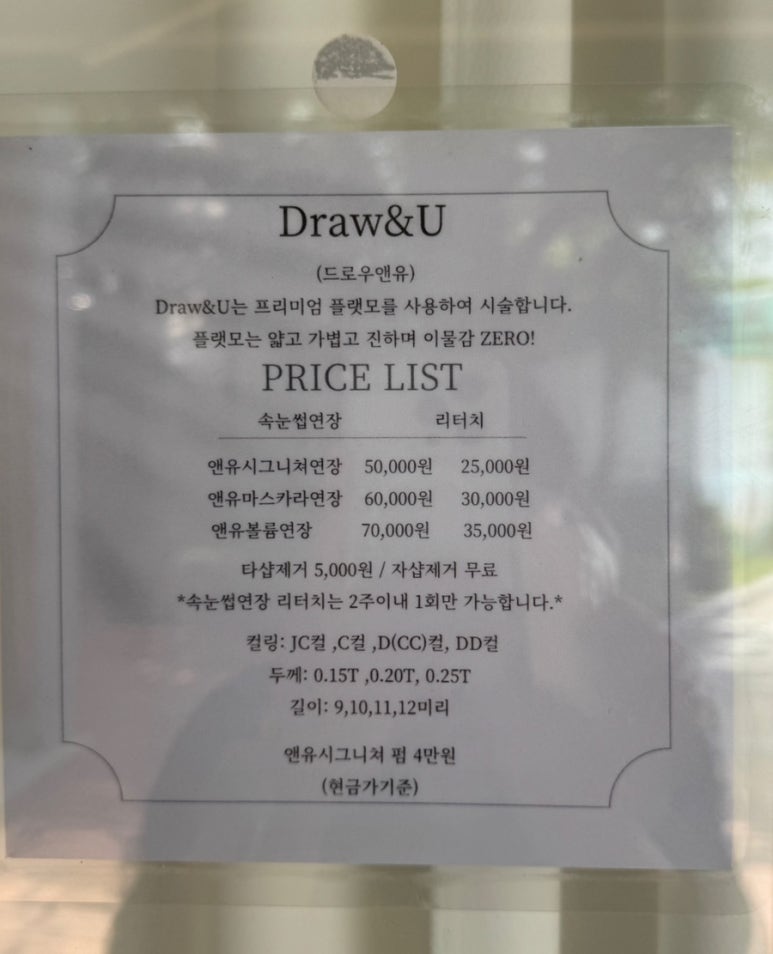 Draw&U
(드로우앤유)
Draw&U는 프리미엄 플랫모를 사용하여 시술합니다.
플랫모는 얇고 가볍고 진하며 이물감 ZERO!
PRICE LIST
속눈썹연장 리터치
앤유시그니쳐연장 50,000원 25,000원
앤유마스카라연장 60,000원 30,000원
앤유볼륨연장 70,000원 35,000원
타샵제거 5,000원 / 자샵제거 무료
*속눈썹연장 리터치는 2주이내 1회만 가능합니다.*
컬링: JC컬 ,C컬 ,D(CC)컬, DD컬
두께: 0.15T ,0.20T, 0.25T
길이: 9,10,11,12미리
앤유시그니쳐 펌 4만원
(현금가기준)